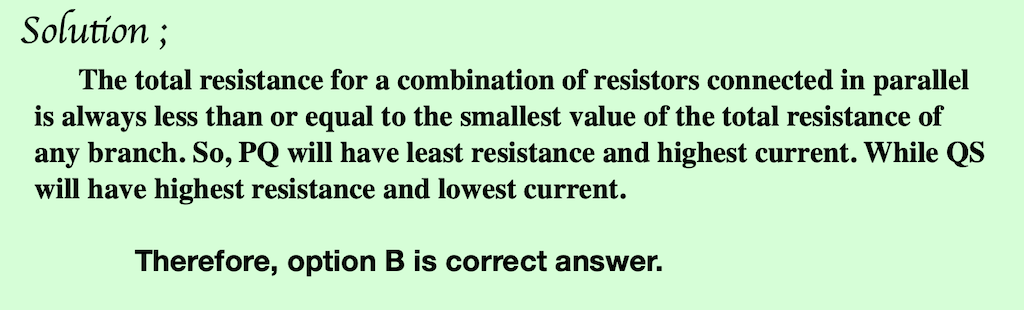 Solution ;
The total resistance for a combination of resistors connected in parallel
is always less than or equal to the smallest value of the total resistance of
any branch. So, PQ will have least resistance and highest current. While QS
will have highest resistance and lowest current.
Therefore, option B is correct answer.